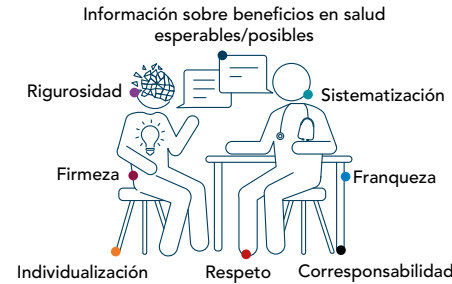 Información sobre beneficios en salud
esperables/posibles
Rigurosidad
Sistematización
Firmeza
Franqueza
Individualización
Respeto
Corresponsabilidad